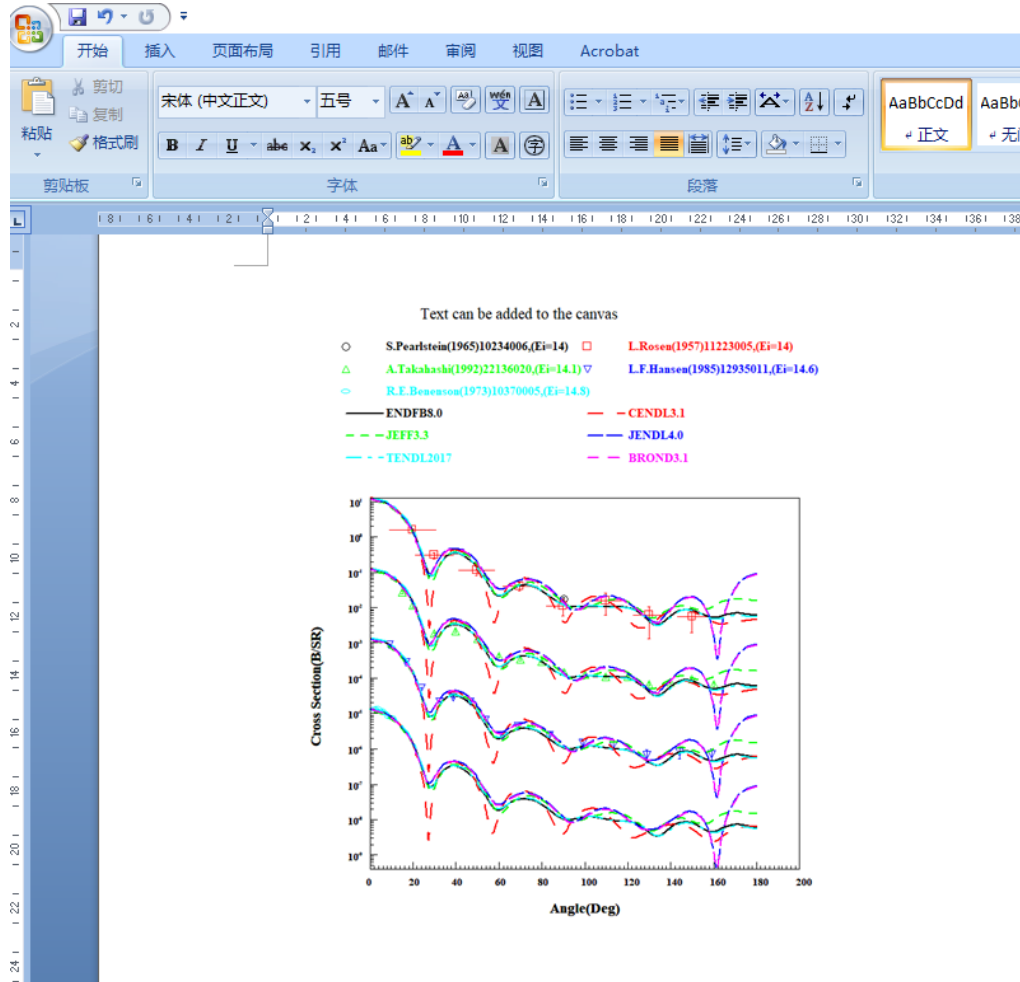 开始 插入 页面布局 引用 邮件 审阅 视图 Acrobat
剪切
复制
格式刷
粘贴
剪贴板
宋体 (中文正文) 五号
字体
段落
AaBbCcDd AaBb
正文
Text can be added to the canvas
S.Pearlstein(1965)10234006,(Ei=14) L.Rosen(1957)11223005,(Ei=14)
A.Takahashi(1992)22136020,(Ei=14.1) L.F.Hansen(1985)12935011,(Ei=14.6)
R.E.Benenson(1973)10370005,(Ei=14.8)
ENDFB8.0 CENDL3.1
JEFF3.3 JENDL4.0
TENDL2017 BROND3.1
Cross Section(B/SR)
0 20 40 60 80 100 120 140 160 180 200
Angle(Deg)